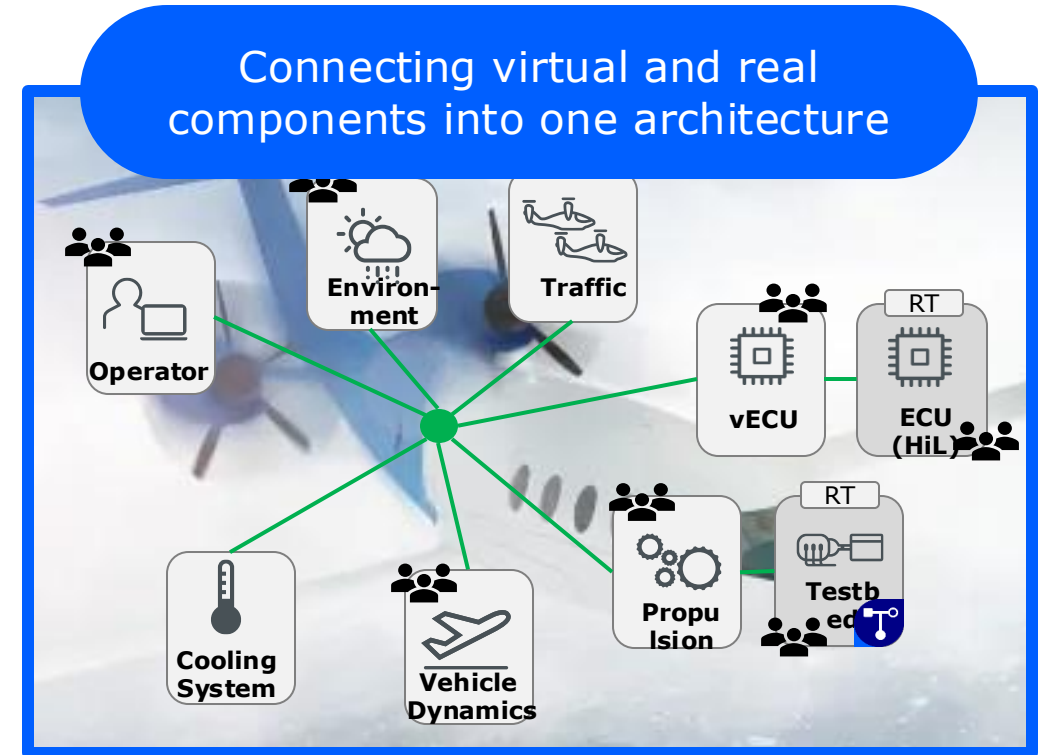 Connecting virtual and real
components into one architecture
Environ-
ment
Traffic
Operator
RT
vECU
ECU
(HiL)
RT
Propu
lsion
Testb
ed
Cooling
System
Vehicle
Dynamics